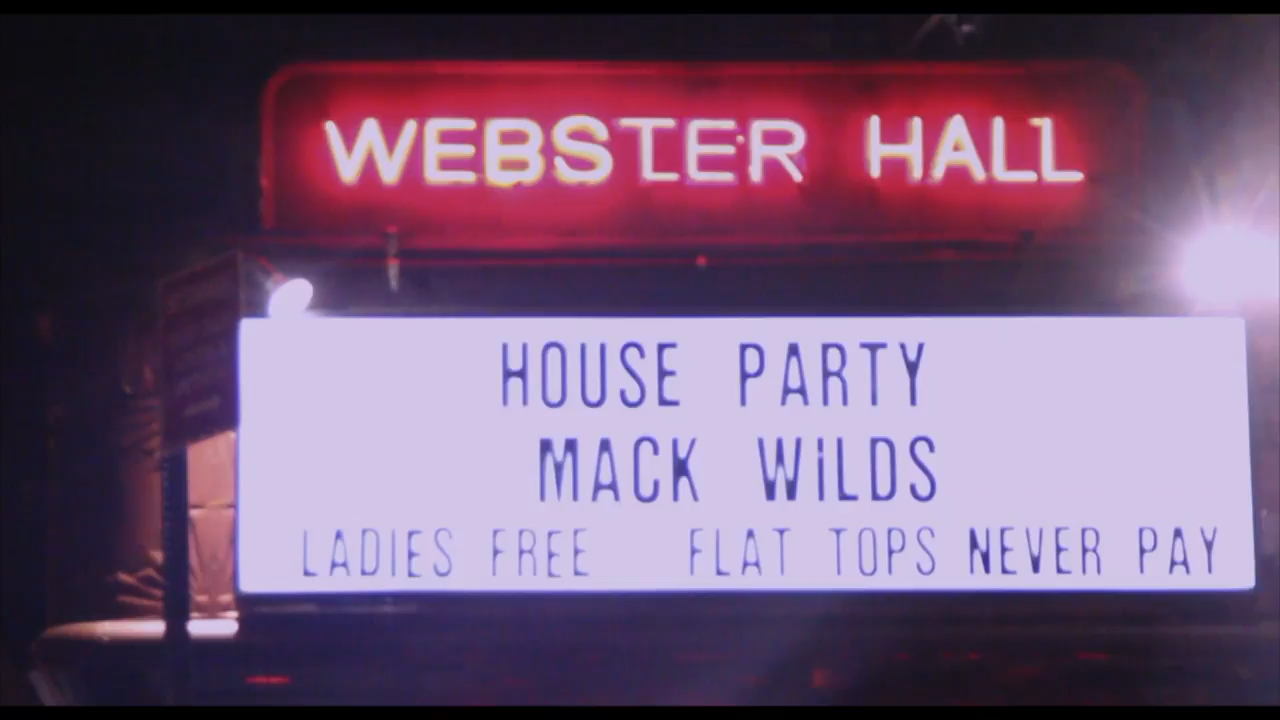 WEBSTER HALL
HOUSE PARTY
MACK WiLDS
LADIES FREE FLAT TOPS NEVER PAY